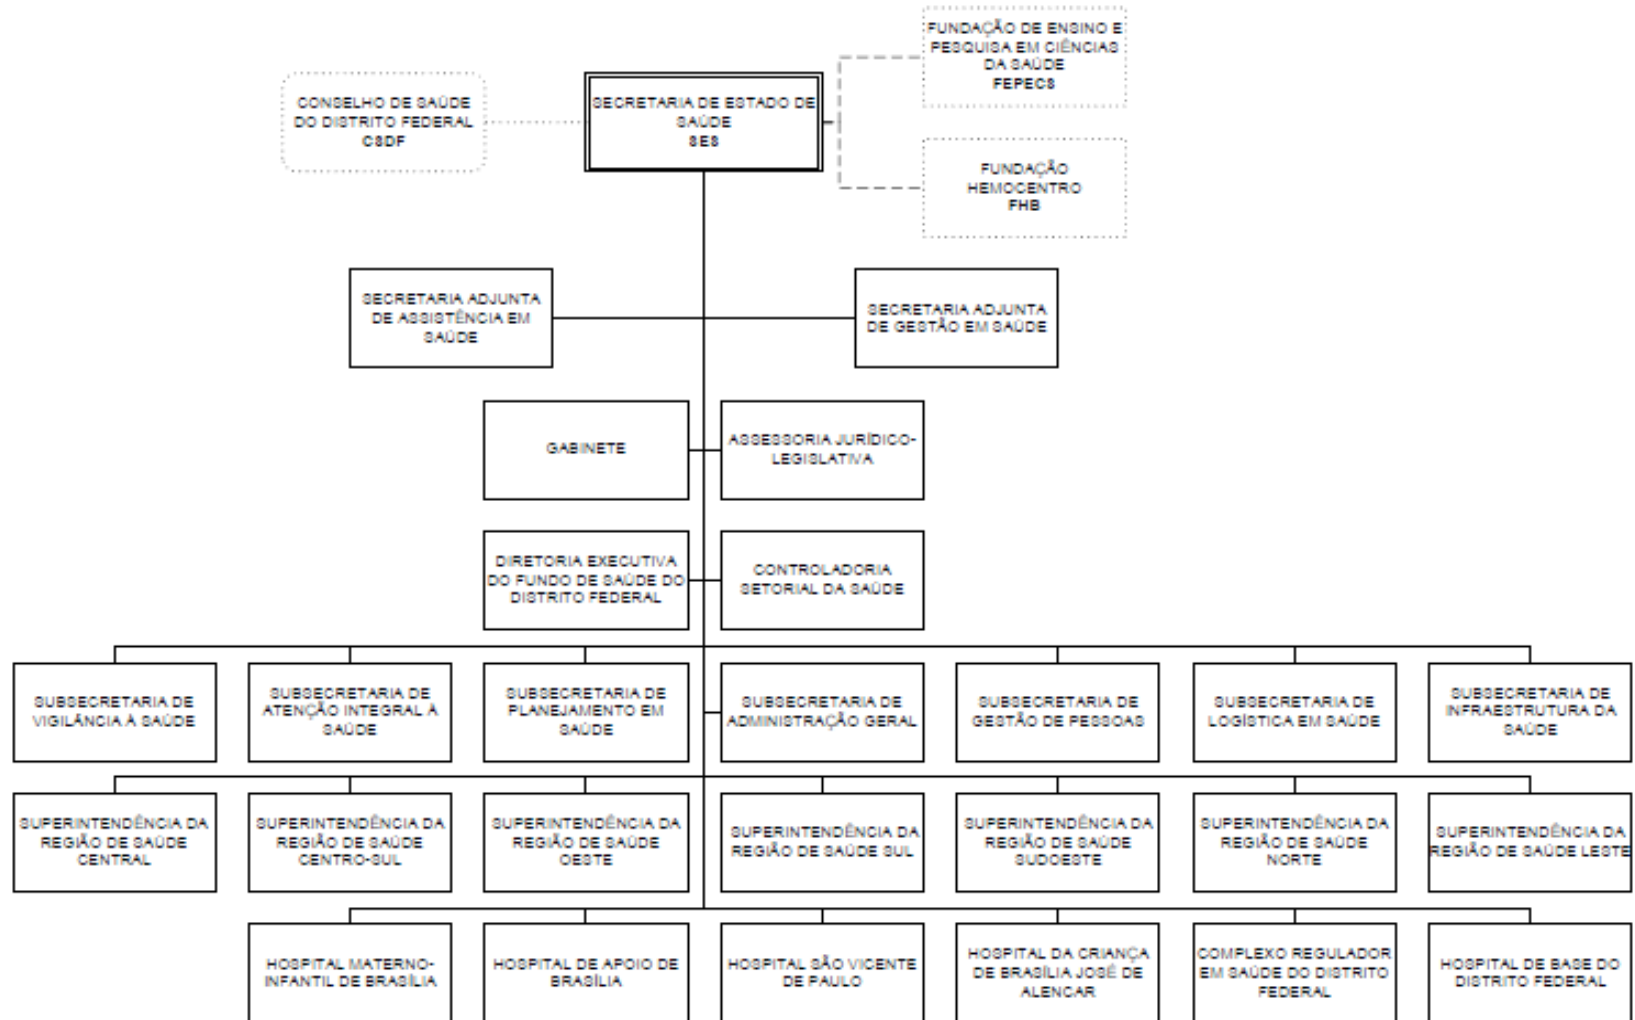 FUNDAÇÃO DE ENSINO E
PESQUISA EM CIÊNCIAS
DA SAÚDE
FEPECS
CONSELHO DE SAÚDE
DO DISTRITO FEDERAL
CSDF
SECRETARIA DE ESTADO DE
SAÚDE
SES
FUNDAÇÃO
HEMOCENTRO
FHB
SECRETARIA ADJUNTA
DE ASSISTÊNCIA EM
SAÚDE
SECRETARIA ADJUNTA
DE GESTÃO EM SAÚDE
GABINETE
ASSESSORIA JURÍDICO-
LEGISLATIVA
DIRETORIA EXECUTIVA
DO FUNDO DE SAÚDE DO
DISTRITO FEDERAL
CONTROLADORIA
SETORIAL DA SAÚDE
SUBSECRETARIA DE
VIGILÂNCIA À SAÚDE
SUBSECRETARIA DE
ATENÇÃO INTEGRAL À
SAÚDE
SUBSECRETARIA DE
PLANEJAMENTO EM
SAÚDE
SUBSECRETARIA DE
ADMINISTRAÇÃO GERAL
SUBSECRETARIA DE
GESTÃO DE PESSOAS
SUBSECRETARIA DE
LOGÍSTICA EM SAÚDE
SUBSECRETARIA DE
INFRAESTRUTURA DA
SAÚDE
SUPERINTENDÊNCIA DA
REGIÃO DE SAÚDE
CENTRAL
SUPERINTENDÊNCIA DA
REGIÃO DE SAÚDE
CENTRO-SUL
SUPERINTENDÊNCIA DA
REGIÃO DE SAÚDE
OESTE
SUPERINTENDÊNCIA DA
REGIÃO DE SAÚDE SUL
SUPERINTENDÊNCIA DA
REGIÃO DE SAÚDE
SUDOESTE
SUPERINTENDÊNCIA DA
REGIÃO DE SAÚDE
NORTE
SUPERINTENDÊNCIA DA
REGIÃO DE SAÚDE LESTE
HOSPITAL MATERNO-
INFANTIL DE BRASÍLIA
HOSPITAL DE APOIO DE
BRASÍLIA
HOSPITAL SÃO VICENTE
DE PAULO
HOSPITAL DA CRIANÇA
DE BRASÍLIA JOSÉ DE
ALENCAR
COMPLEXO REGULADOR
EM SAÚDE DO DISTRITO
FEDERAL
HOSPITAL DE BASE DO
DISTRITO FEDERAL